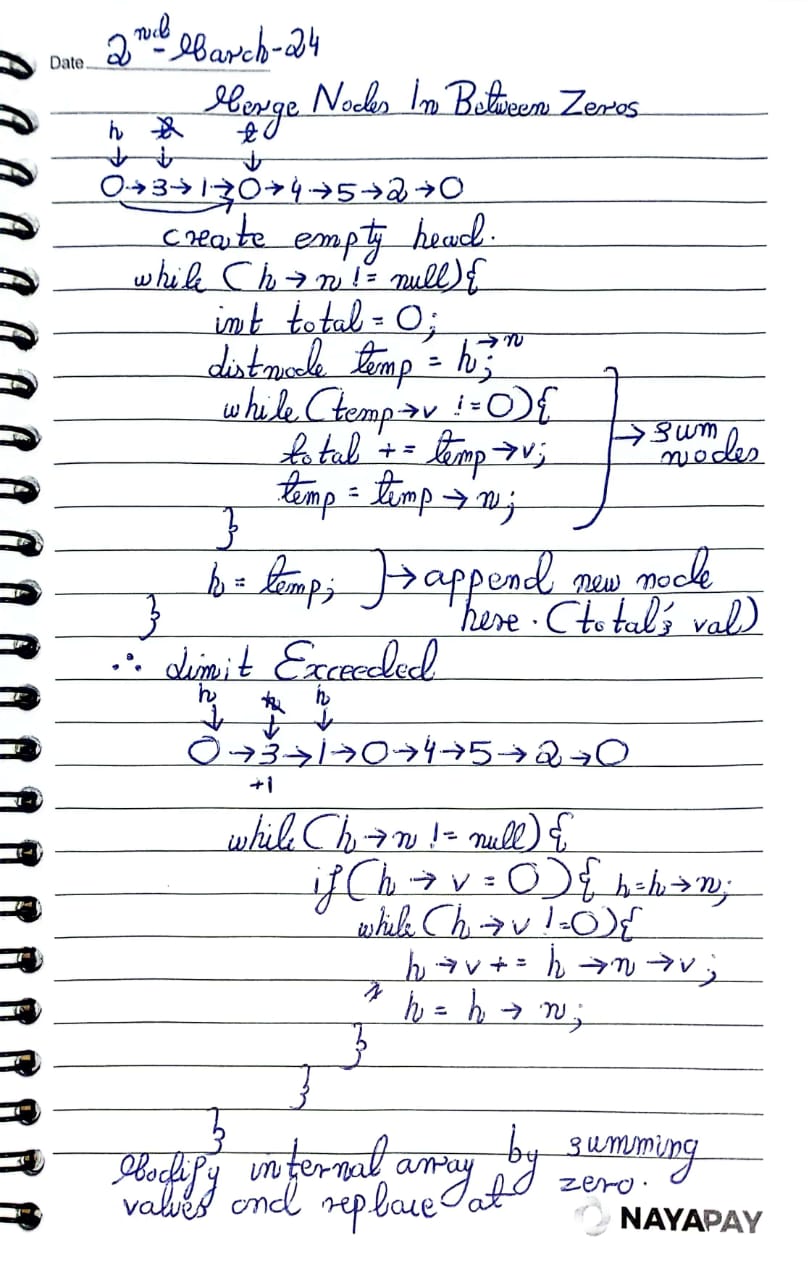 Date 2nd-March-24
Merge Nodes In Between Zeros
h t
0→3→1→0→4→5→2→0
create empty head.
while (h→n != null){
int total = 0;
Listnode temp = h→n;
while (temp→v !=0){
total += temp→v;
temp = temp→n;
}
→ sum nodes
h = temp; }→ append new node
here. (total's val)
}
∴ Limit Exceeded
h h
0→3→1→0→4→5→2→0
+1
while (h→n != null){
if (h→v = 0){ h=h→n;
while (h→v !=0){
h→v += h→n→v;
h = h→n;
}
}
}
Modify internal array by summing
values and replace at zero.
NAYAPAY